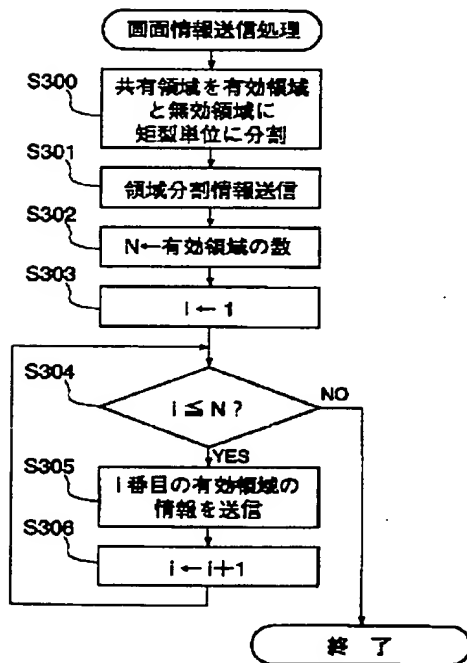 画面情報送信処理
S300
共有領域を有効領域
と無効領域に
矩型単位に分割
S301
領域分割情報送信
S302
N←有効領域の数
S303
i ← 1
S304
i ≦ N ?
NO
YES
S305
i番目の有効領域の
情報を送信
S306
i ← i+1
終 了